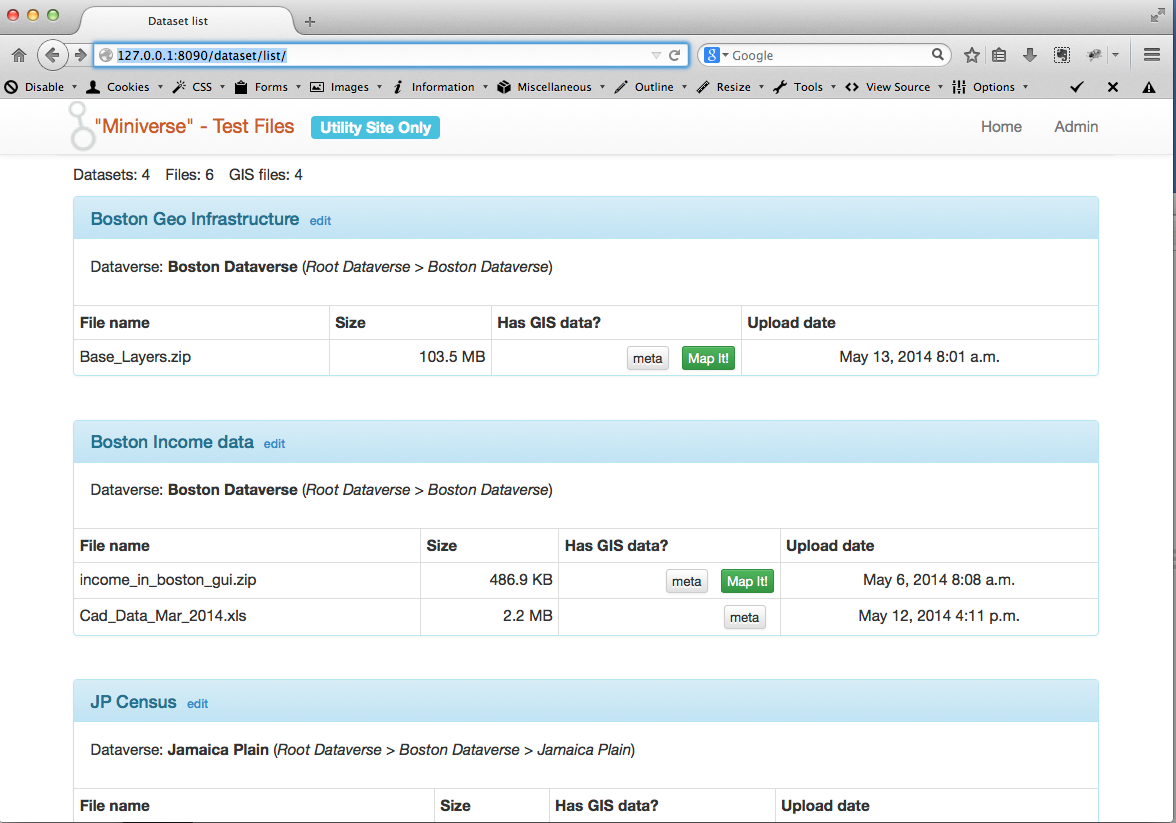 Dataset list
127.0.0.1:8090/dataset/list/
8 Google
Disable Cookies CSS Forms Images Information Miscellaneous Outline Resize Tools View Source Options
"Miniverse" - Test Files Utility Site Only Home Admin
Datasets: 4 Files: 6 GIS files: 4
Boston Geo Infrastructure edit
Dataverse: Boston Dataverse (Root Dataverse > Boston Dataverse)
File name Size Has GIS data? Upload date
Base_Layers.zip 103.5 MB meta Map It! May 13, 2014 8:01 a.m.
Boston Income data edit
Dataverse: Boston Dataverse (Root Dataverse > Boston Dataverse)
File name Size Has GIS data? Upload date
income_in_boston_gui.zip 486.9 KB meta Map It! May 6, 2014 8:08 a.m.
Cad_Data_Mar_2014.xls 2.2 MB meta May 12, 2014 4:11 p.m.
JP Census edit
Dataverse: Jamaica Plain (Root Dataverse > Boston Dataverse > Jamaica Plain)
File name Size Has GIS data? Upload date